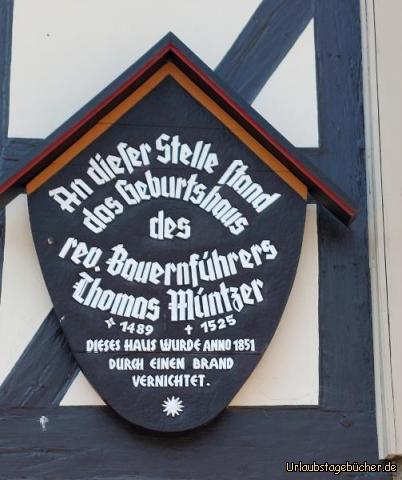 An dieser Stelle stand
das Geburtshaus
des
rev. Bauernführers
Thomas Müntzer
✧ 1489 † 1525
DIESES HAUS WURDE ANNO 1851
DURCH EINEN BRAND
VERNICHTET.
Urlaubstagebücher.de